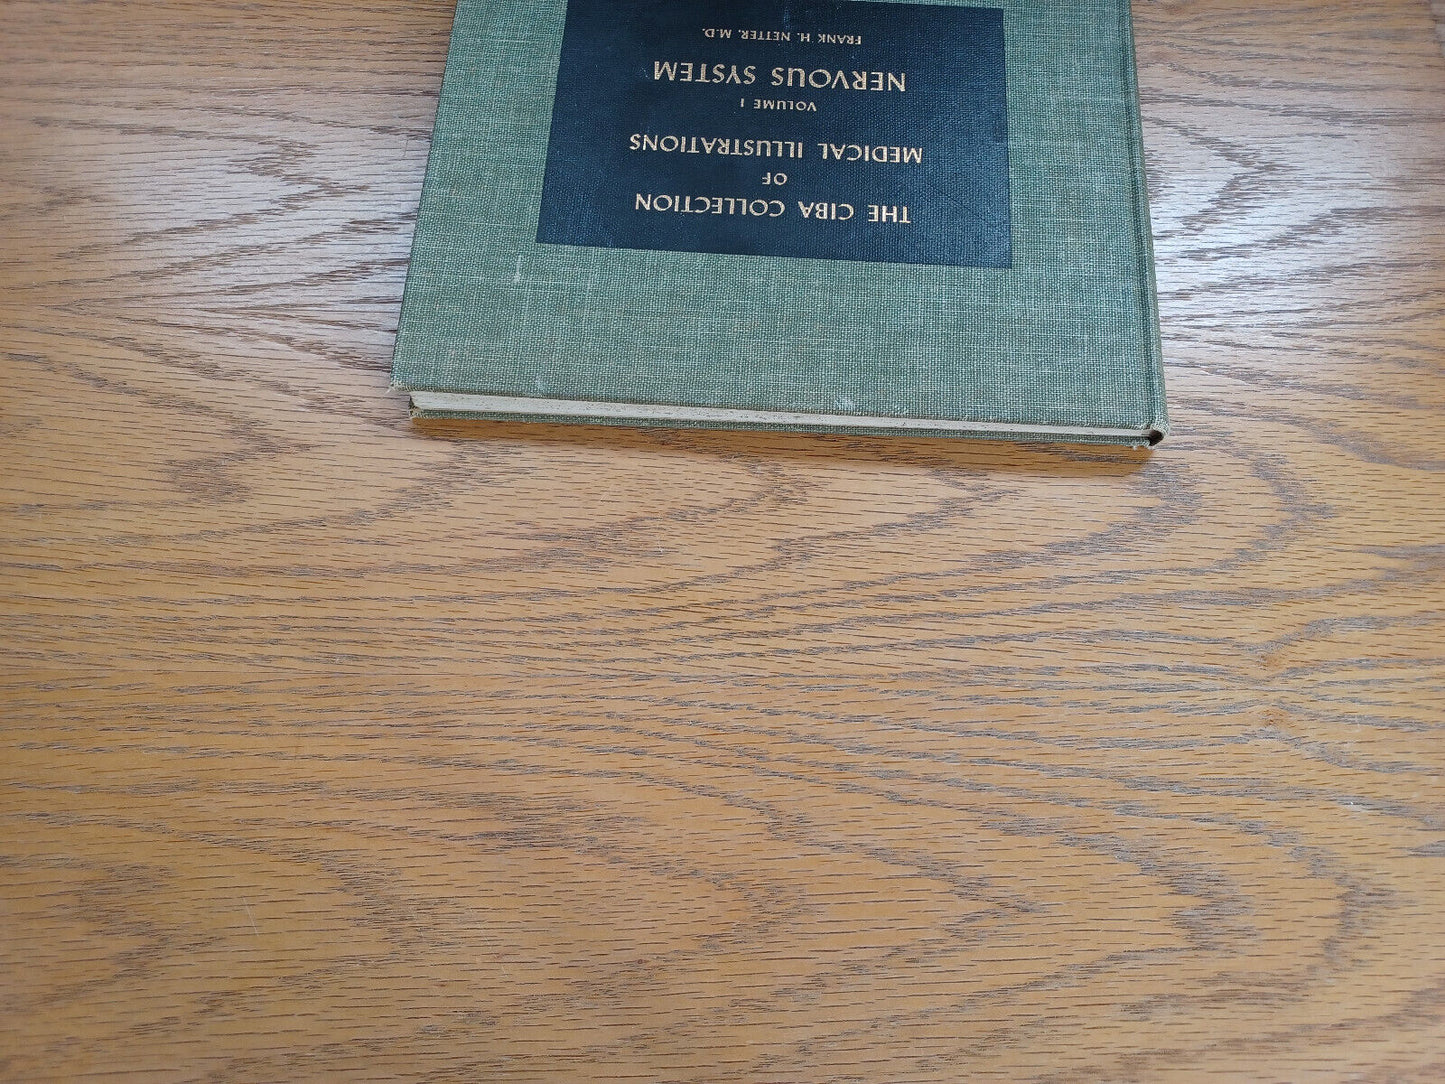 THE CIBA COLLECTION
OF
MEDICAL ILLUSTRATIONS
VOLUME I
NERVOUS SYSTEM
FRANK H. NETTER, M.D.